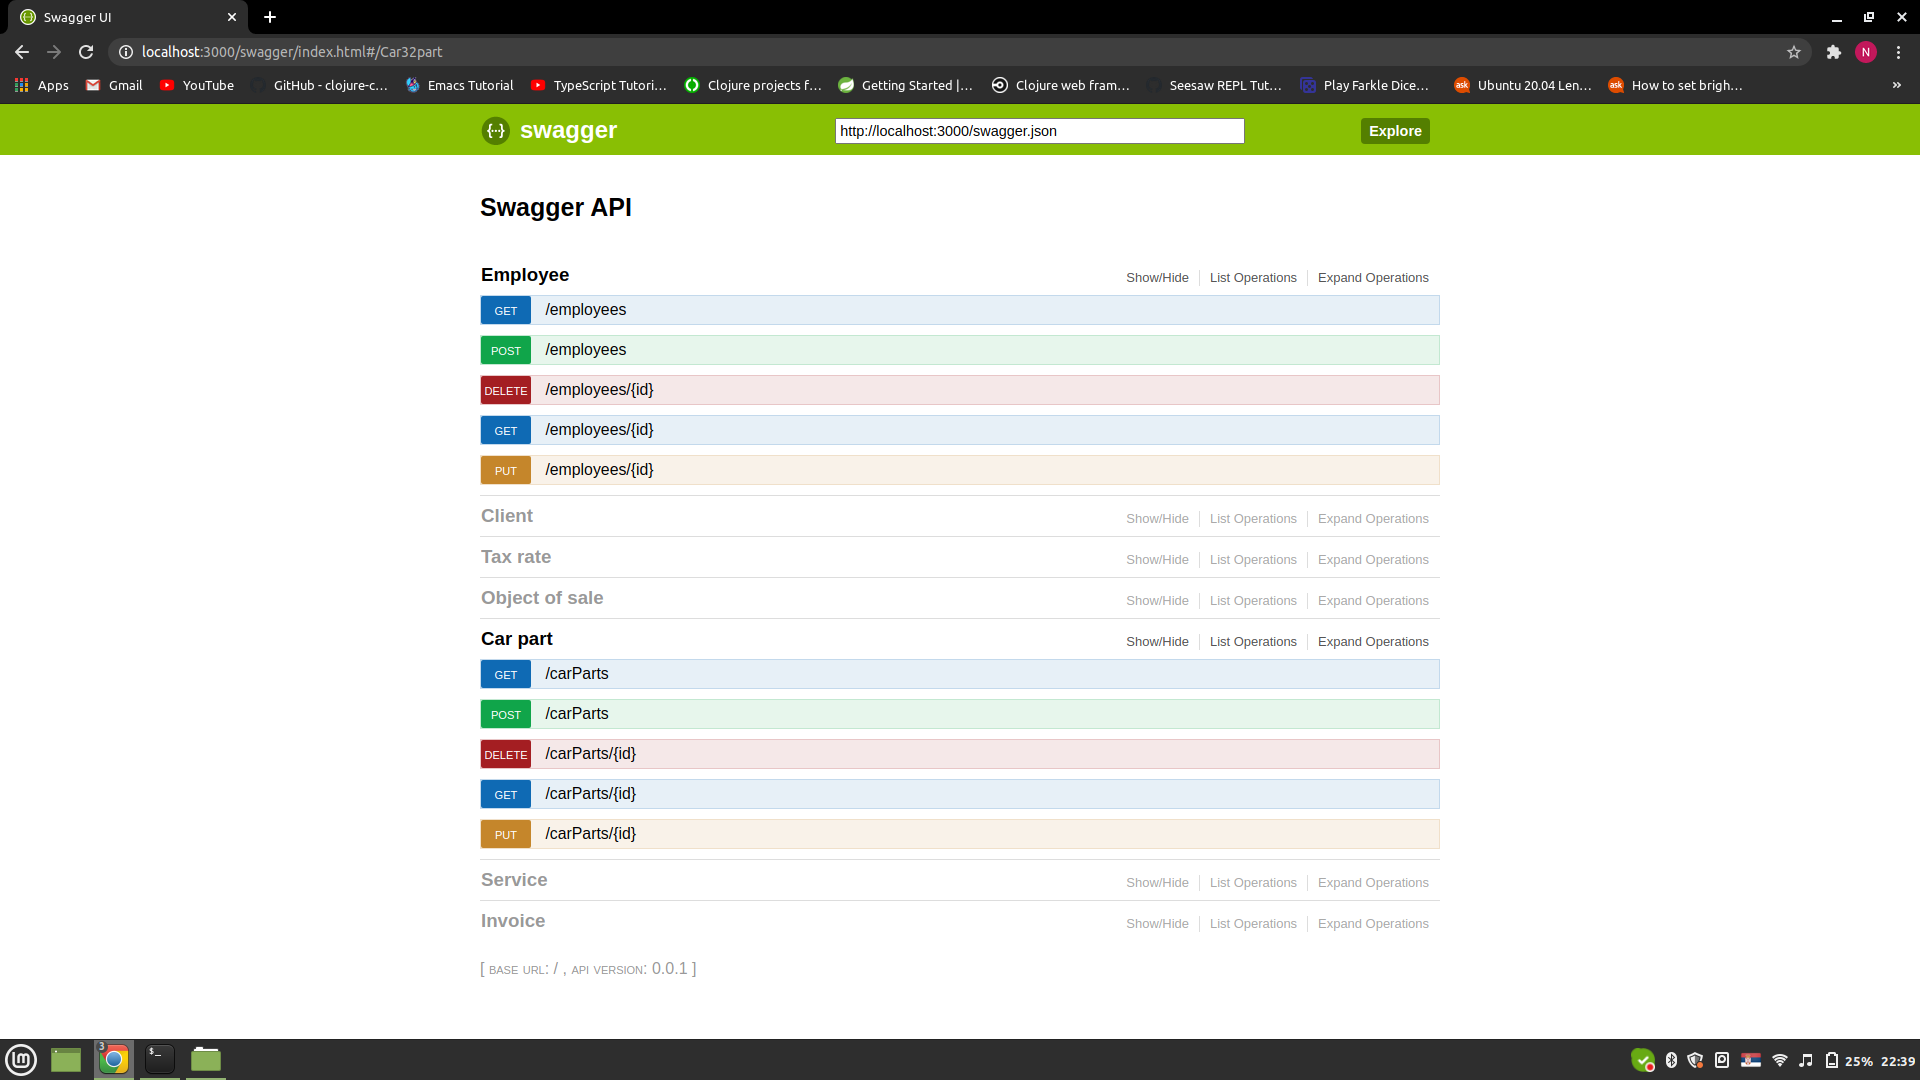 Swagger UI
localhost:3000/swagger/index.html#/Car32part
N
Apps Gmail YouTube GitHub - clojure-c... Emacs Tutorial TypeScript Tutori... Clojure projects f... Getting Started |... Clojure web fram... Seesaw REPL Tut... Play Farkle Dice... ask Ubuntu 20.04 Len... ask How to set brigh... »
{··} swagger http://localhost:3000/swagger.json Explore
Swagger API
Employee Show/Hide List Operations Expand Operations
GET /employees
POST /employees
DELETE /employees/{id}
GET /employees/{id}
PUT /employees/{id}
Client Show/Hide List Operations Expand Operations
Tax rate Show/Hide List Operations Expand Operations
Object of sale Show/Hide List Operations Expand Operations
Car part Show/Hide List Operations Expand Operations
GET /carParts
POST /carParts
DELETE /carParts/{id}
GET /carParts/{id}
PUT /carParts/{id}
Service Show/Hide List Operations Expand Operations
Invoice Show/Hide List Operations Expand Operations
[ BASE URL: / , API VERSION: 0.0.1 ]
3 $_ 25% 22:39